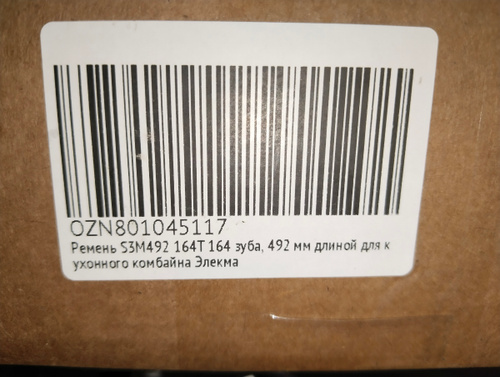 OZN801045117
Ремень S3M492 164T 164 зуба, 492 мм длиной для к
ухонного комбайна Элекма